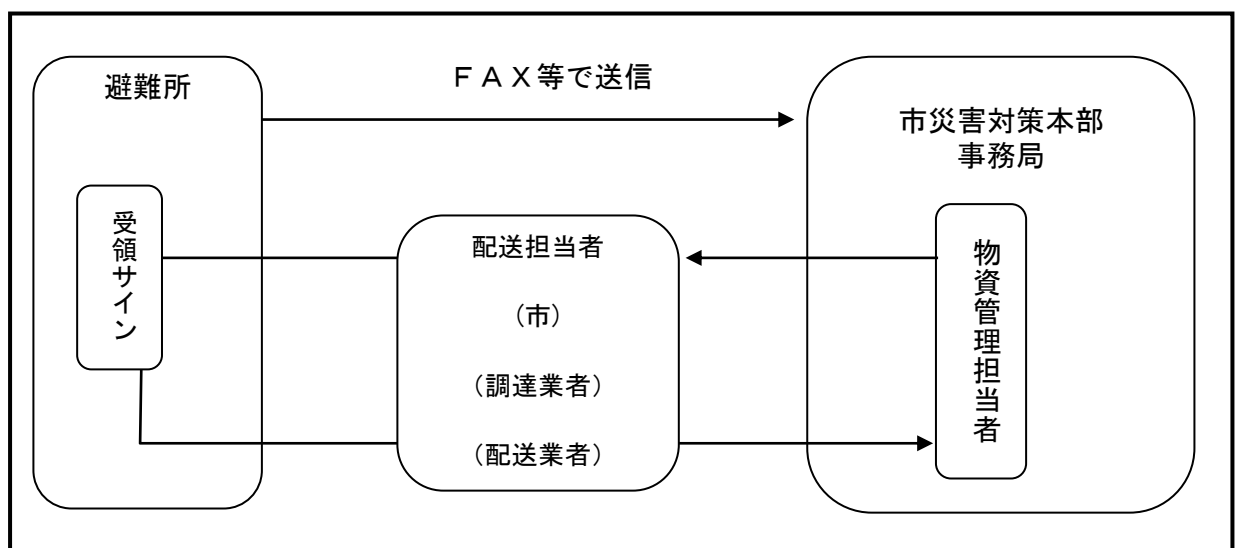 避難所
ＦＡＸ等で送信
市災害対策本部
事務局
受領サイン
配送担当者
（市）
（調達業者）
（配送業者）
物資管理担当者